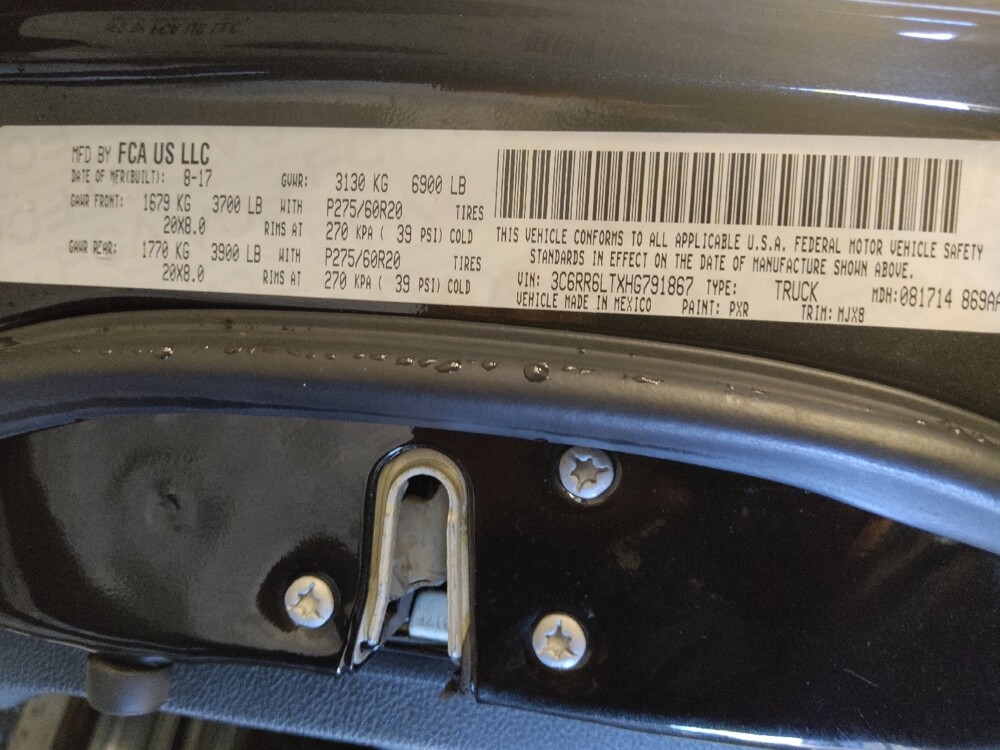 MFD BY FCA US LLC
DATE OF MFR(BUILT): 8-17 GVWR: 3130 KG 6900 LB
GAWR FRONT: 1679 KG 3700 LB WITH P275/60R20 TIRES
20X8.0 RIMS AT 270 KPA ( 39 PSI) COLD
GAWR REAR: 1770 KG 3900 LB WITH P275/60R20 TIRES
20X8.0 RIMS AT 270 KPA ( 39 PSI) COLD
THIS VEHICLE CONFORMS TO ALL APPLICABLE U.S.A. FEDERAL MOTOR VEHICLE SAFETY
STANDARDS IN EFFECT ON THE DATE OF MANUFACTURE SHOWN ABOVE.
VIN: 3C6RR6LTXHG791867 TYPE: TRUCK MDH:081714 869
VEHICLE MADE IN MEXICO PAINT: PXR TRIM: MJX8